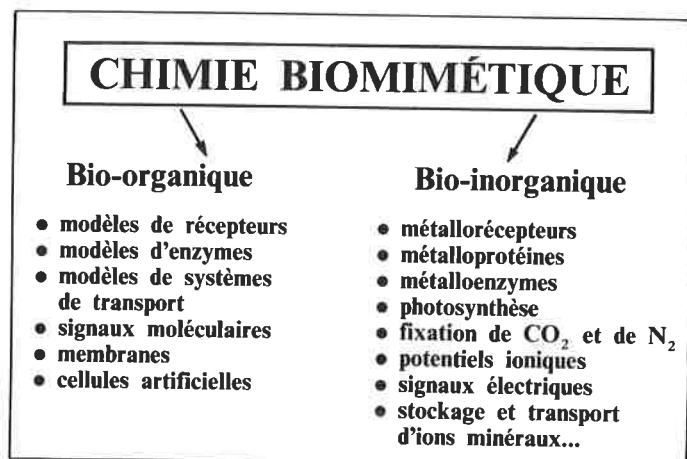 CHIMIE BIOMIMÉTIQUE
Bio-organique
• modèles de récepteurs
• modèles d'enzymes
• modèles de systèmes
de transport
• signaux moléculaires
• membranes
• cellules artificielles
Bio-inorganique
• métallorécepteurs
• métalloprotéines
• métalloenzymes
• photosynthèse
• fixation de CO₂ et de N₂
• potentiels ioniques
• signaux électriques
• stockage et transport
d'ions minéraux...